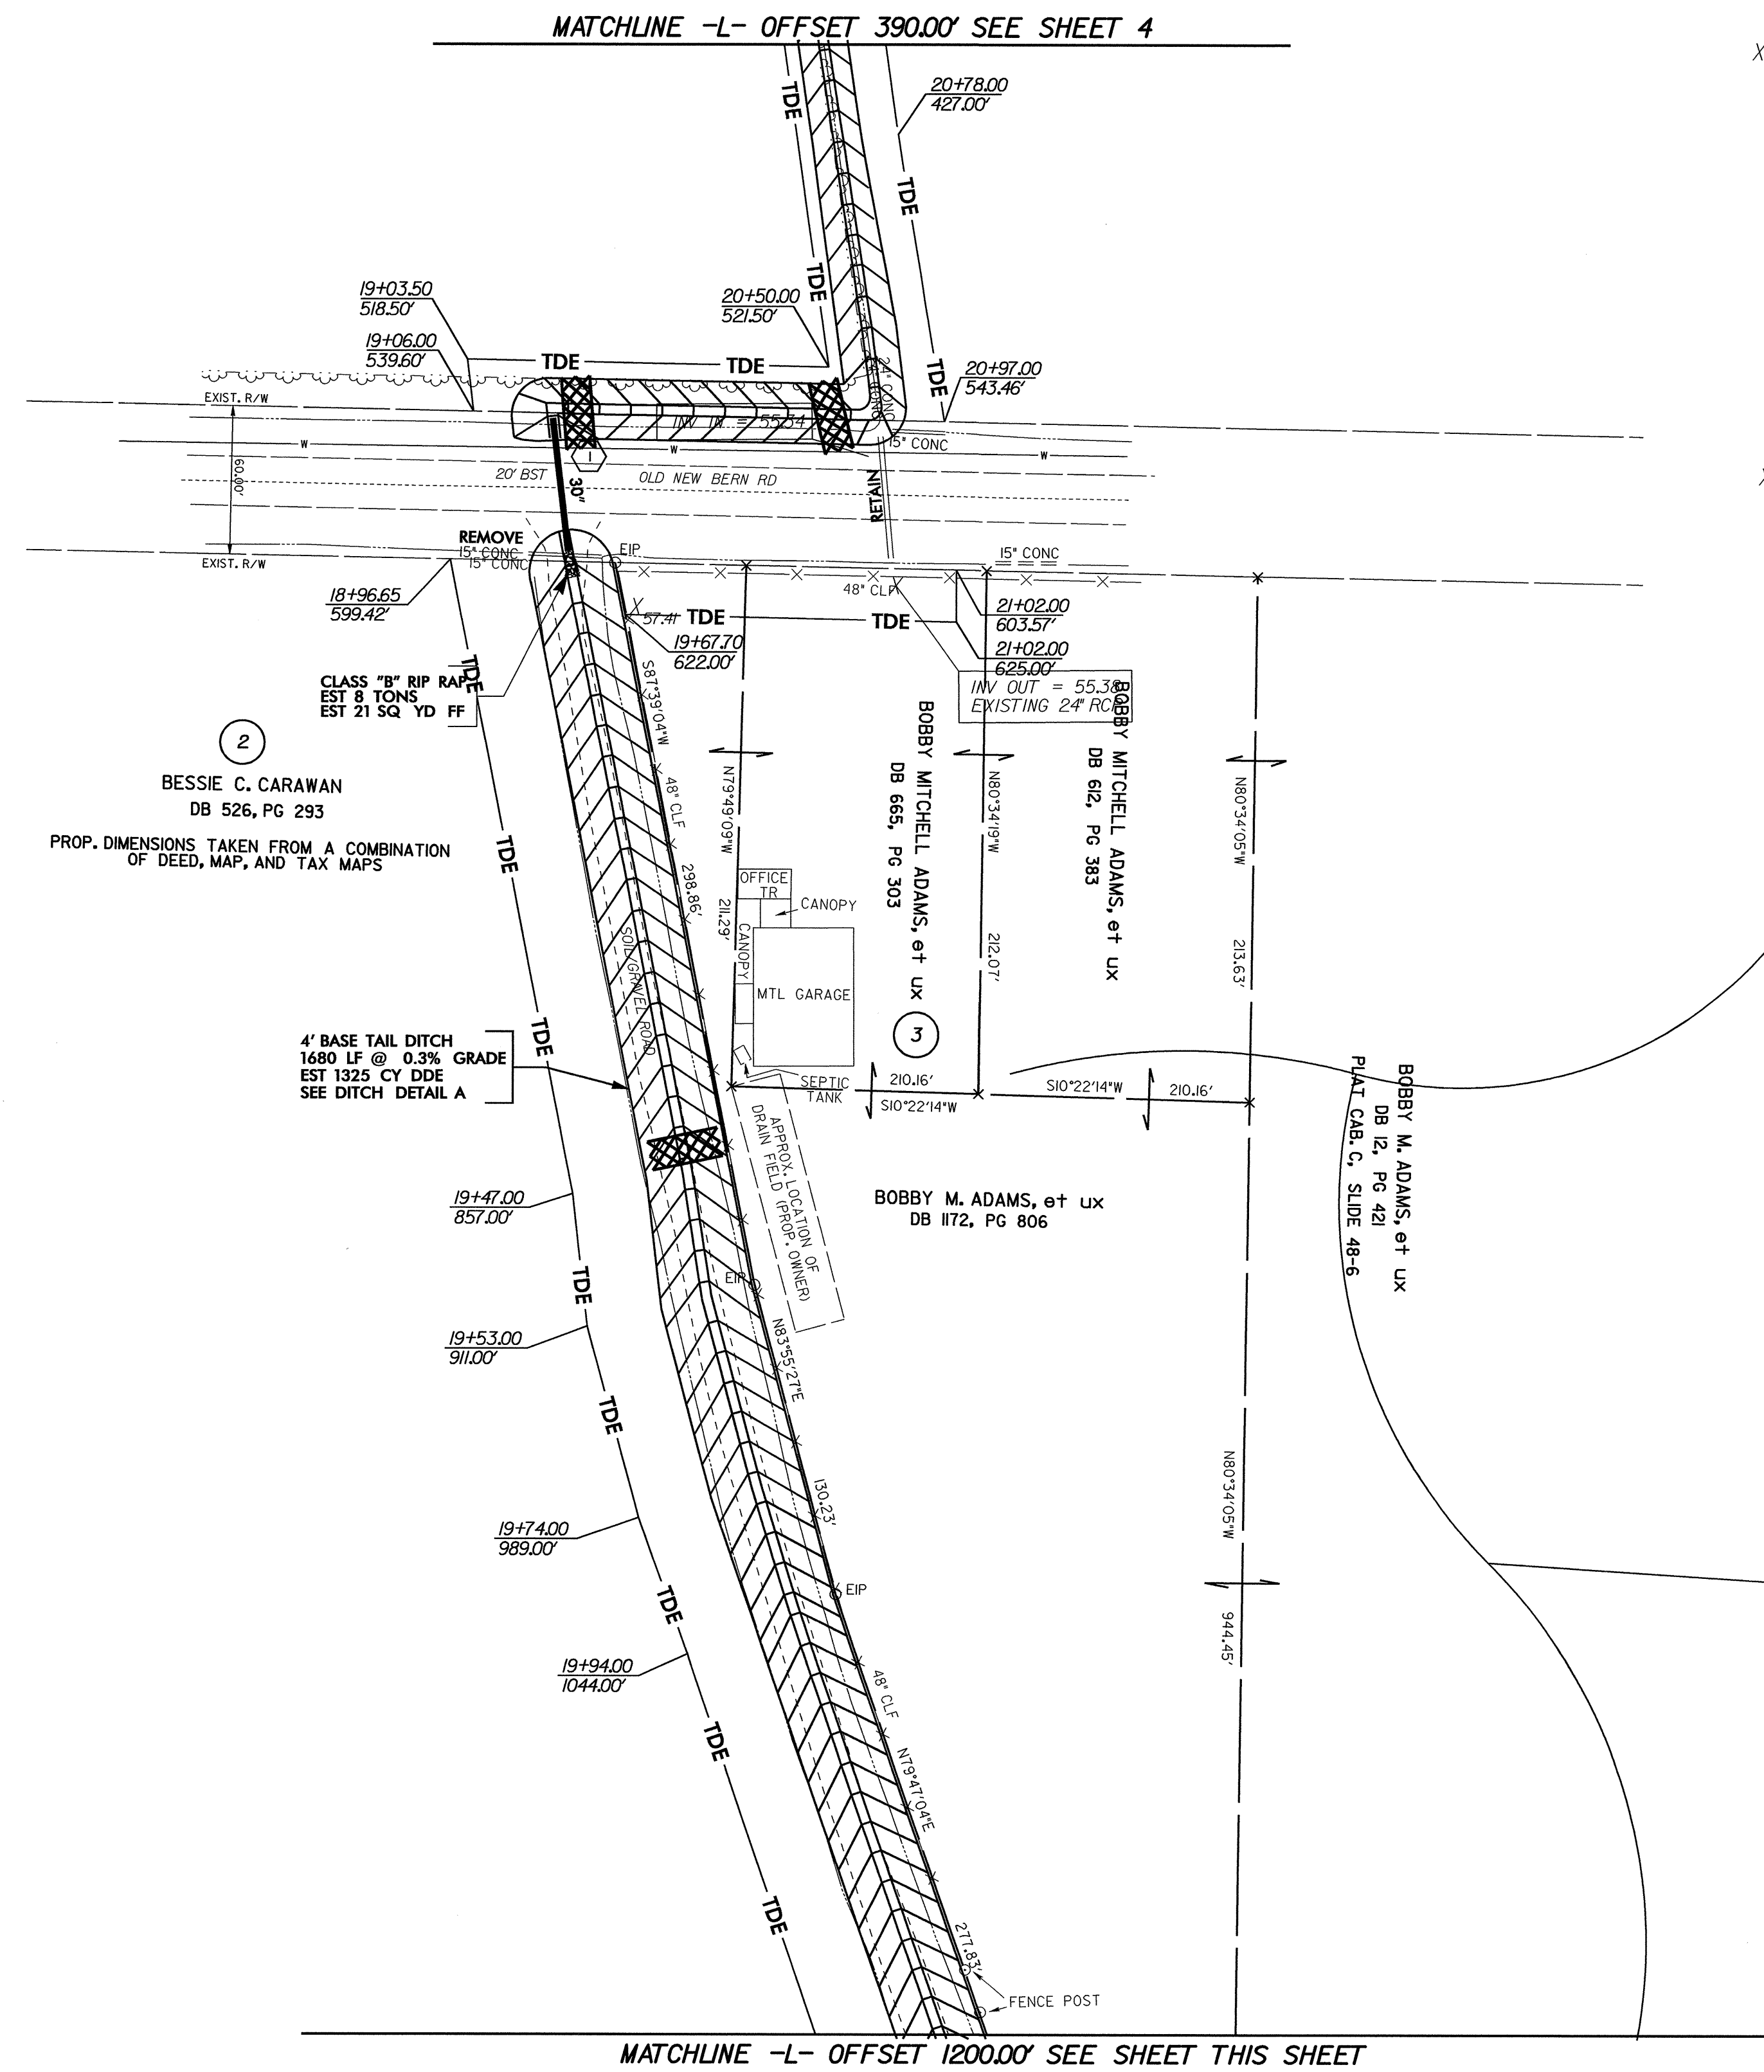 MATCHLINE -L- OFFSET 390.00' SEE SHEET 4
X
TDE
20+78.00
427.00'
TDE
TDE
19+03.50
518.50'
20+50.00
521.50'
19+06.00
539.60'
TDE
TDE
TDE
20+97.00
543.46'
24" CONC
EXIST. R/W
INV IN = 55.34
15" CONC
W
W
W
60.00'
20' BST
30"
1
OLD NEW BERN RD
RETAIN
REMOVE
15" CONC
15" CONC
EIP
15" CONC
EXIST. R/W
48" CLF
18+96.65
599.42'
57.41
TDE
TDE
21+02.00
603.57'
19+67.70
622.00'
21+02.00
625.00'
TDE
CLASS "B" RIP RAP
EST 8 TONS
EST 21 SQ YD FF
INV OUT = 55.38
EXISTING 24" RCP
S87°39'04"W
2
BESSIE C. CARAWAN
DB 526, PG 293
PROP. DIMENSIONS TAKEN FROM A COMBINATION
OF DEED, MAP, AND TAX MAPS
48" CLF
298.86'
N79°49'09"W
211.29'
BOBBY MITCHELL ADAMS, et ux
DB 665, PG 303
N80°34'19"W
212.07'
BOBBY MITCHELL ADAMS, et ux
DB 612, PG 383
N80°34'05"W
213.63'
TDE
OFFICE
TR
CANOPY
CANOPY
MTL GARAGE
SOIL/GRAVEL ROAD
3
TDE
4' BASE TAIL DITCH
1680 LF @ 0.3% GRADE
EST 1325 CY DDE
SEE DITCH DETAIL A
SEPTIC
TANK
210.16'
S10°22'14"W
S10°22'14"W
210.16'
BOBBY M. ADAMS, et ux
DB 12, PG 421
PLAT CAB. C, SLIDE 48-6
APPROX. LOCATION OF
DRAIN FIELD (PROP. OWNER)
19+47.00
857.00'
BOBBY M. ADAMS, et ux
DB 1172, PG 806
TDE
EIP
19+53.00
911.00'
N83°55'27"E
TDE
130.23'
N80°34'05"W
944.45'
19+74.00
989.00'
TDE
EIP
19+94.00
1044.00'
48" CLF
TDE
N79°47'04"E
TDE
277.83'
FENCE POST
MATCHLINE -L- OFFSET 1200.00' SEE SHEET THIS SHEET